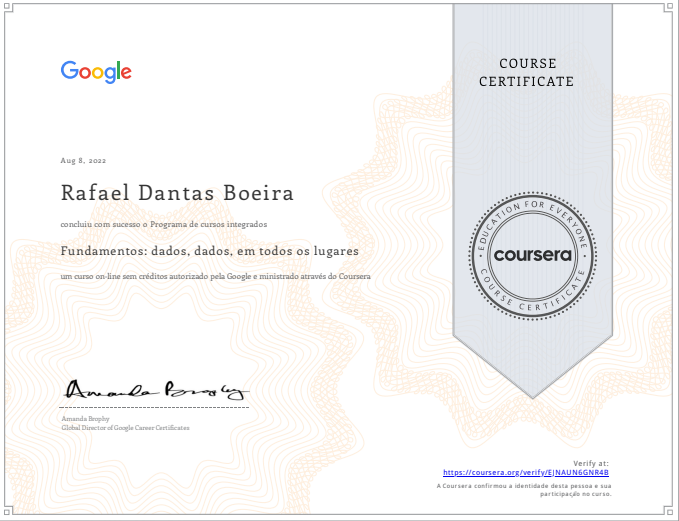 Google
COURSE
CERTIFICATE
Aug 8, 2022
Rafael Dantas Boeira
concluiu com sucesso o Programa de cursos integrados
Fundamentos: dados, dados, em todos os lugares
um curso on-line sem créditos autorizado pela Google e ministrado através do Coursera
EDUCATION FOR EVERYONE
coursera
COURSE CERTIFICATE
Amanda Brophy
Amanda Brophy
Global Director of Google Career Certificates
Verify at:
https://coursera.org/verify/EJNAUN6GNR4B
A Coursera confirmou a identidade desta pessoa e sua
participação no curso.